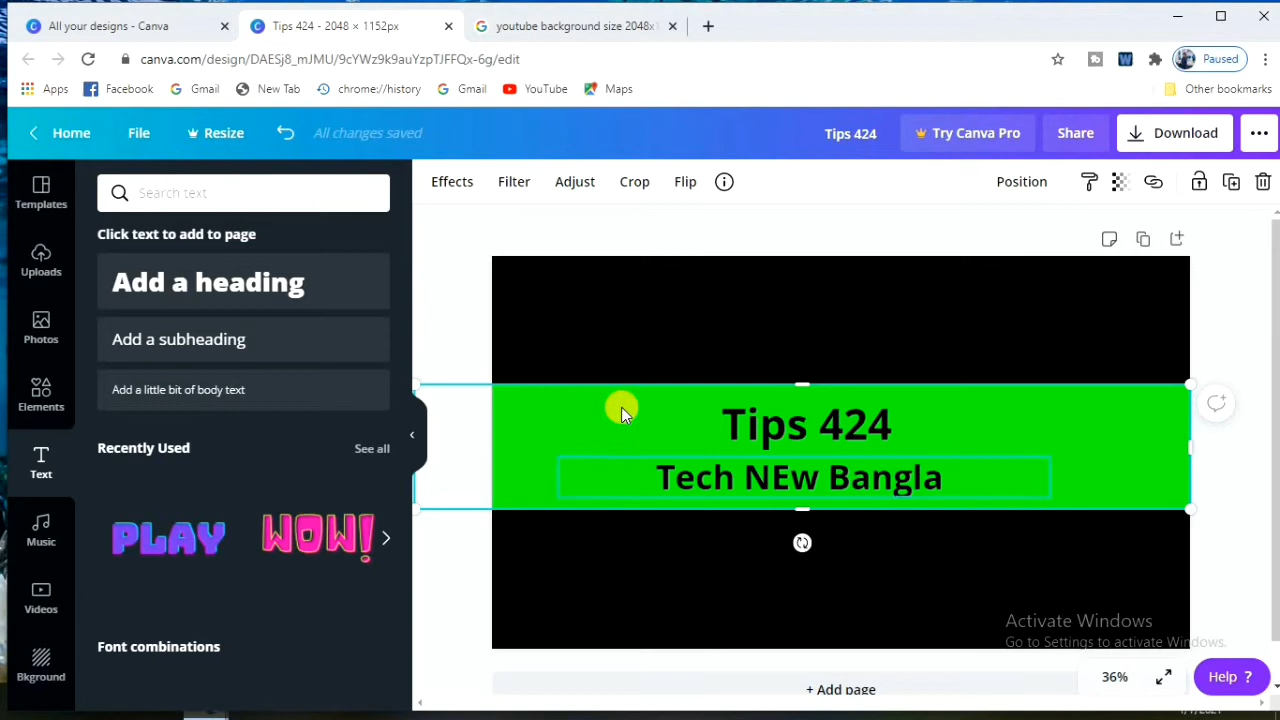 All your designs - Canva
Tips 424 - 2048 × 1152px
youtube background size 2048x1
canva.com/design/DAESj8_mJMU/9cYWz9k9auYzpTJFFQx-6g/edit
Paused
Apps Facebook Gmail New Tab chrome://history Gmail YouTube Maps Other bookmarks
Home File Resize All changes saved Tips 424 Try Canva Pro Share Download
Templates
Uploads
Photos
Elements
Text
Music
Videos
Bkground
Search text
Click text to add to page
Add a heading
Add a subheading
Add a little bit of body text
Recently Used See all
PLAY WOW!
Font combinations
Effects Filter Adjust Crop Flip Position
Tips 424
Tech NEw Bangla
Activate Windows
Go to Settings to activate Windows.
+ Add page
36% Help ?